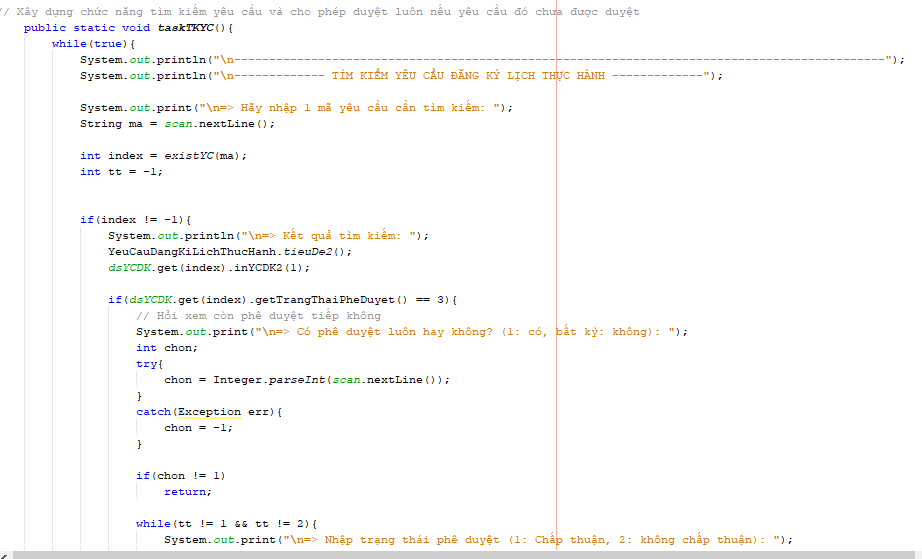 // Xây dựng chức năng tìm kiếm yêu cầu và cho phép duyệt luôn nếu yêu cầu đó chưa được duyệt
public static void taskTKYC(){
while(true){
System.out.println("\n---------------------------------------------------------------------------------------------");
System.out.println("\n------------- TÌM KIẾM YÊU CẦU ĐĂNG KÝ LỊCH THỰC HÀNH -------------");
System.out.print("\n=> Hãy nhập 1 mã yêu cầu cần tìm kiếm: ");
String ma = scan.nextLine();
int index = existYC(ma);
int tt = -1;
if(index != -1){
System.out.println("\n=> Kết quả tìm kiếm: ");
YeuCauDangKiLichThucHanh.tieuDe2();
dsYCDK.get(index).inYCDK2(1);
if(dsYCDK.get(index).getTrangThaiPheDuyet() == 3){
// Hỏi xem còn phê duyệt tiếp không
System.out.print("\n=> Có phê duyệt luôn hay không? (1: có, bất kỳ: không): ");
int chon;
try{
chon = Integer.parseInt(scan.nextLine());
}
catch(Exception err){
chon = -1;
}
if(chon != 1)
return;
while(tt != 1 && tt != 2){
System.out.print("\n=> Nhập trạng thái phê duyệt (1: Chấp thuận, 2: không chấp thuận): ");